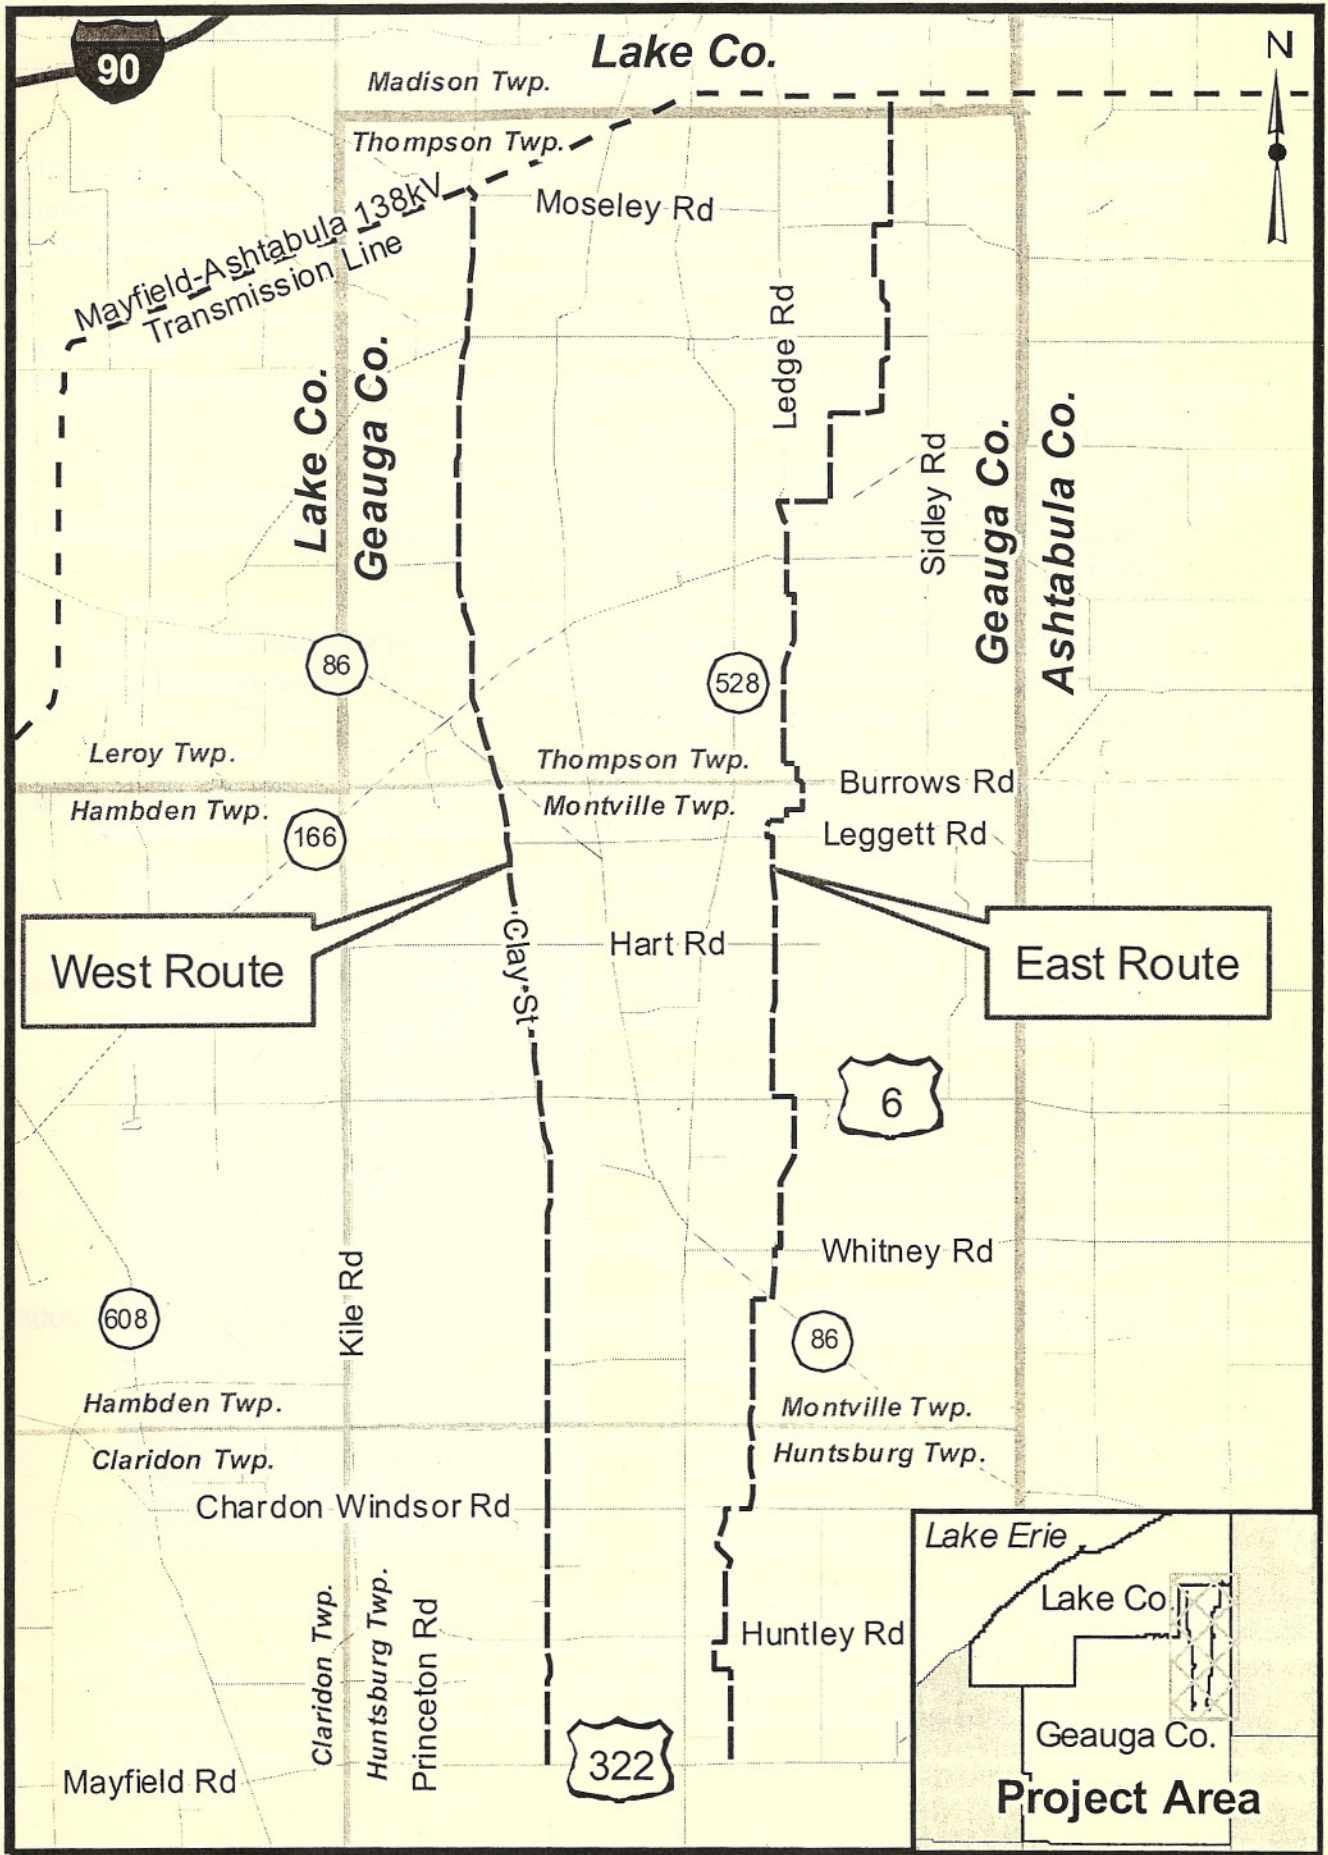 90
Lake Co.
N
Madison Twp.
Thompson Twp.
Moseley Rd
Mayfield-Ashtabula 138kV
Transmission Line
Ledge Rd
Lake Co.
Geauga Co.
Sidley Rd
Geauga Co.
Ashtabula Co.
86
528
Leroy Twp.
Thompson Twp.
Burrows Rd
Hambden Twp.
Montville Twp.
Leggett Rd
166
West Route
Clay St
Hart Rd
East Route
6
Whitney Rd
Kile Rd
608
86
Hambden Twp.
Montville Twp.
Claridon Twp.
Huntsburg Twp.
Chardon Windsor Rd
Claridon Twp.
Huntsburg Twp.
Princeton Rd
Huntley Rd
322
Mayfield Rd
Lake Erie
Lake Co.
Geauga Co.
Project Area